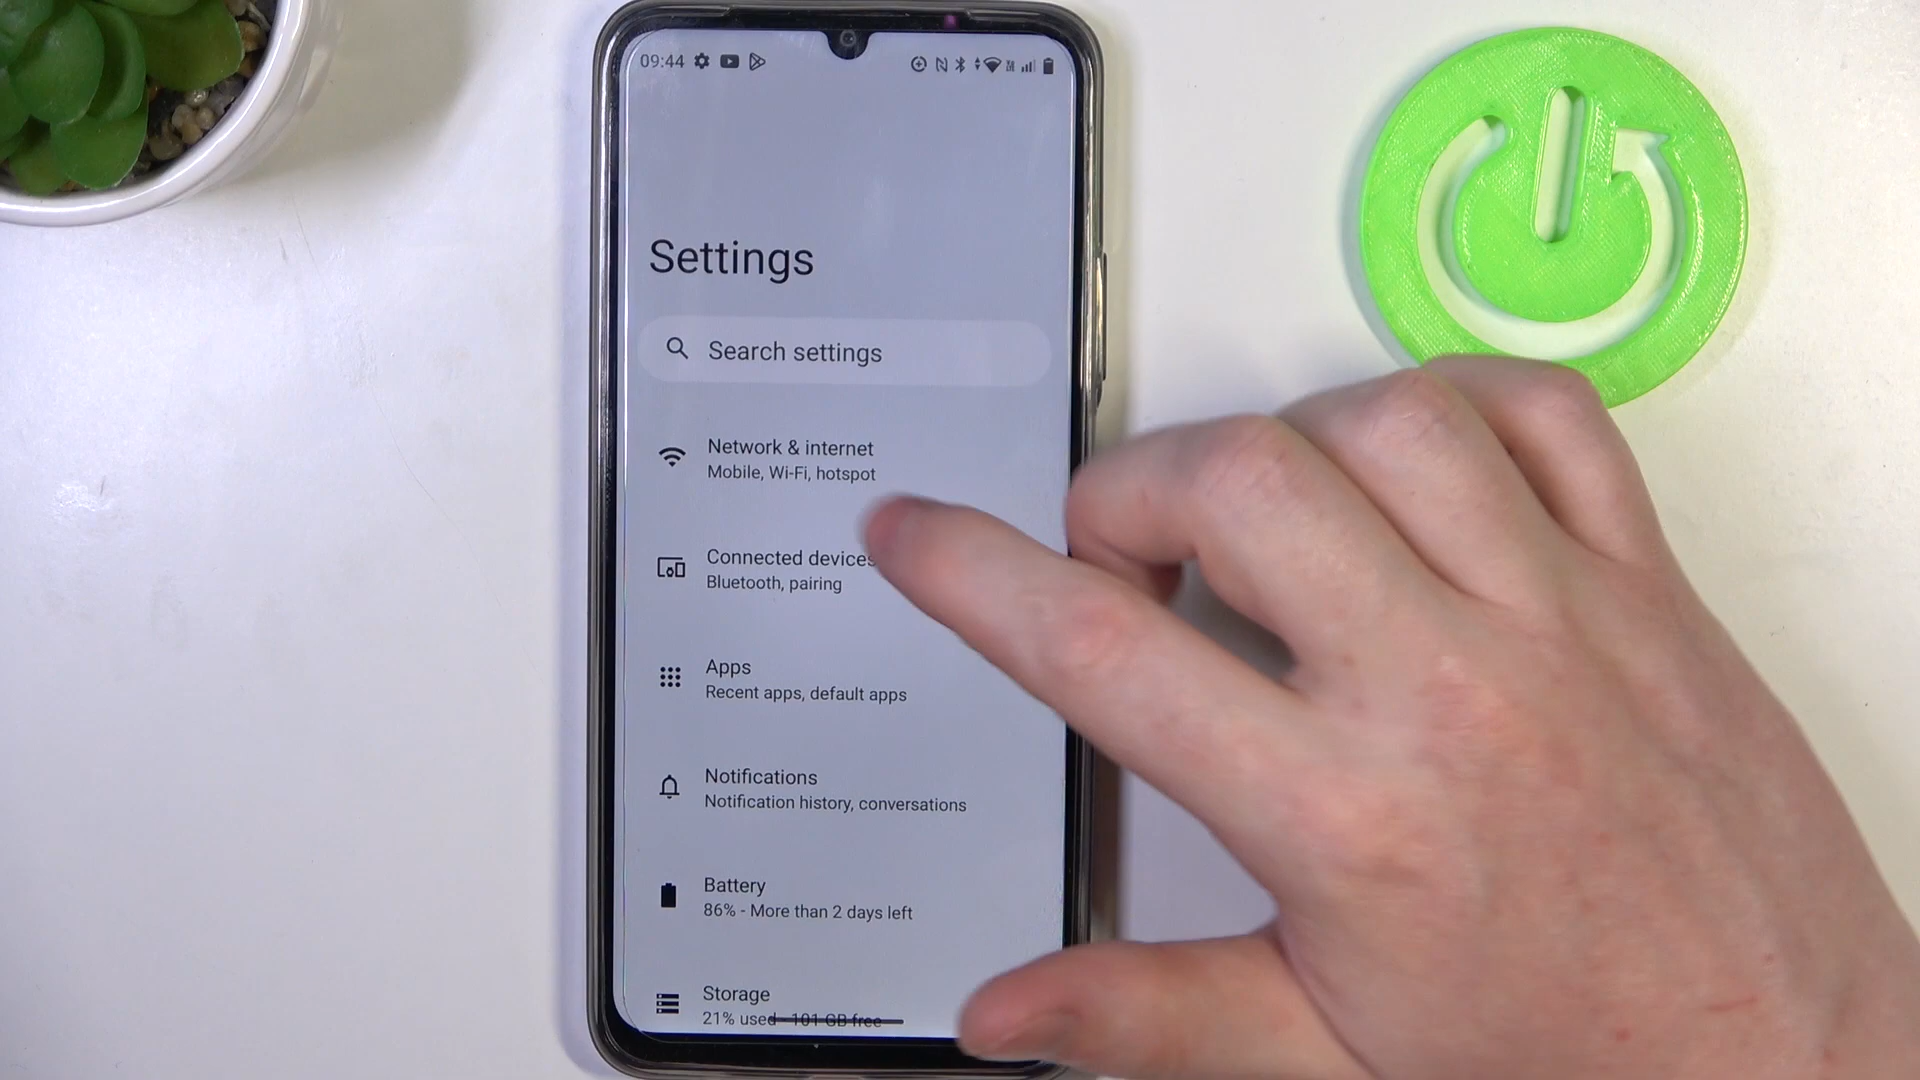 09:44
Settings
Search settings
Network & internet
Mobile, Wi-Fi, hotspot
Connected devices
Bluetooth, pairing
Apps
Recent apps, default apps
Notifications
Notification history, conversations
Battery
86% - More than 2 days left
Storage
21% used - 101 GB free